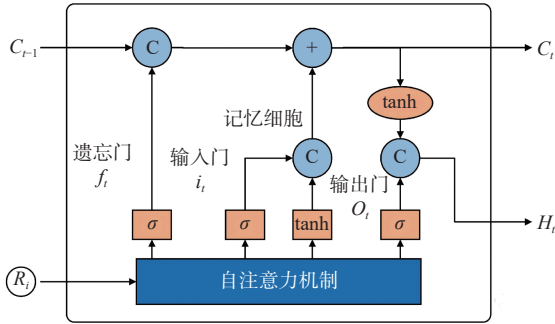 C_{t-1}
C
+
C_t
tanh
记忆细胞
遗忘门
f_t
输入门
i_t
C
输出门
O_t
C
σ
σ
tanh
σ
H_t
R_i
自注意力机制